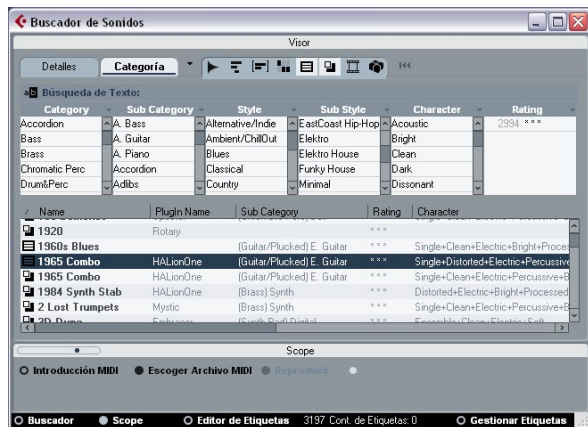 Buscador de Sonidos
Visor
Detalles Categoría
Búsqueda de Texto:
Category Sub Category Style Sub Style Character Rating
Accordion A. Bass Alternative/Indie EastCoast Hip-Hop Acoustic 2994 ***
Bass A. Guitar Ambient/ChillOut Elektro Bright
Brass A. Piano Blues Elektro House Clean
Chromatic Perc Accordion Classical Funky House Dark
Drum&Perc Adlibs Country Minimal Dissonant
Name PlugIn Name Sub Category Rating Character
1920 Rotary ***
1960s Blues (Guitar/Plucked) E. Guitar *** Single+Clean+Electric+Bright+Proces
1965 Combo HALionOne (Guitar/Plucked) E. Guitar *** Single+Distorted+Electric+Percussive
1965 Combo HALionOne (Guitar/Plucked) E. Guitar *** Single+Clean+Electric+Percussive+B
1984 Synth Stab HALionOne (Brass) Synth *** Distorted+Electric+Bright+Processed
2 Lost Trumpets Mystic (Brass) Synth *** Single+Clean+Electric+Percussive+B
Scope
Introducción MIDI Escoger Archivo MIDI Reproducir
Buscador Scope Editor de Etiquetas 3197 Cont. de Etiquetas: 0 Gestionar Etiquetas